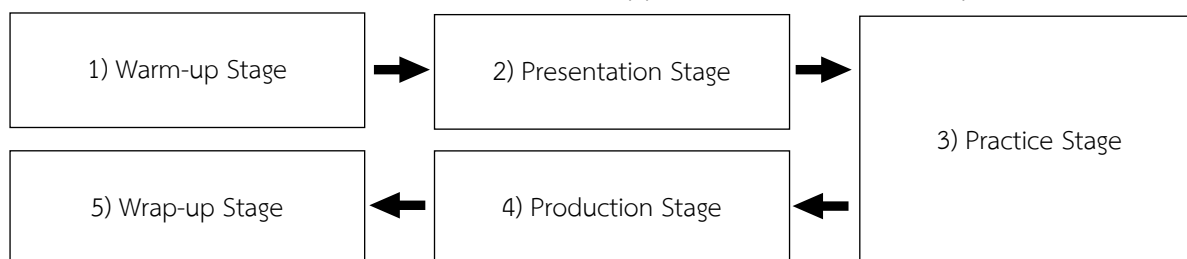 1) Warm-up Stage
2) Presentation Stage
3) Practice Stage
4) Production Stage
5) Wrap-up Stage